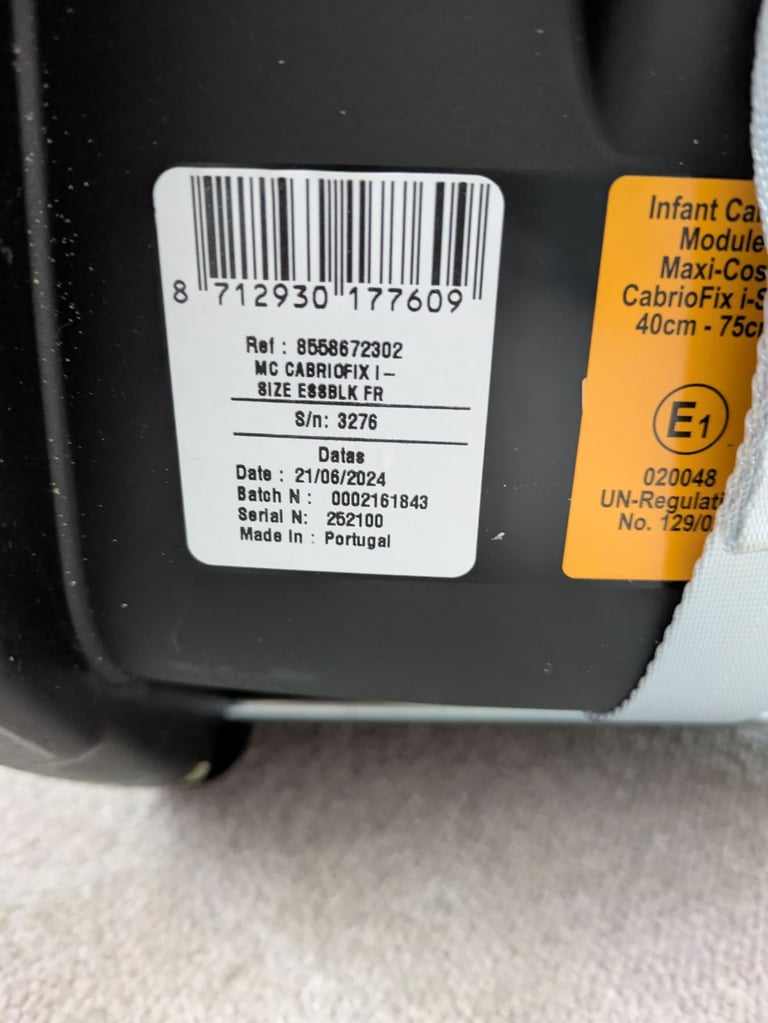 8 712930 177609
Ref : 8558672302
MC CABRIOFIX I-
SIZE ESSBLK FR
S/n: 3276
Datas
Date : 21/06/2024
Batch N : 0002161843
Serial N: 252100
Made In : Portugal
Infant Ca
Module
Maxi-Cos
CabrioFix i-S
40cm - 75c
E1
020048
UN-Regulati
No. 129/0